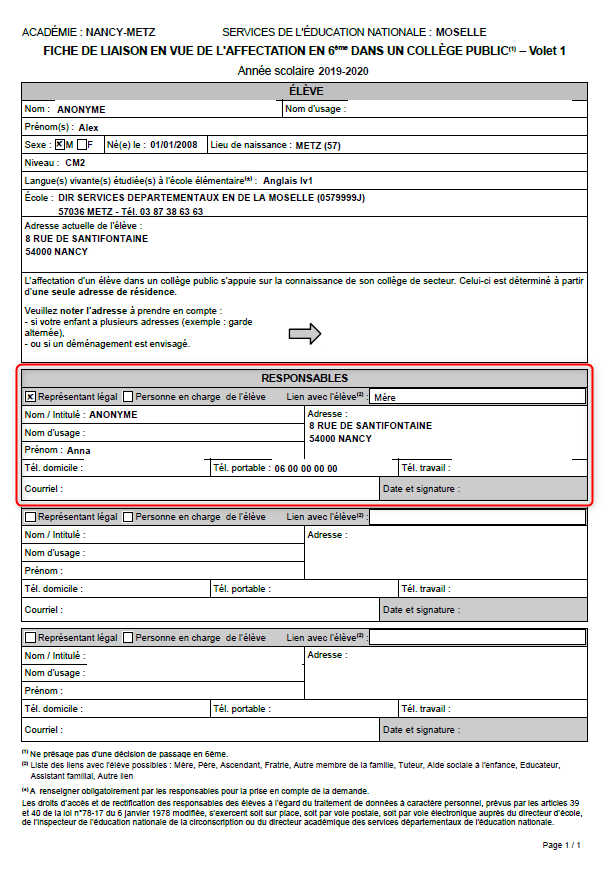 ACADÉMIE : NANCY-METZ SERVICES DE L'ÉDUCATION NATIONALE : MOSELLE
FICHE DE LIAISON EN VUE DE L'AFFECTATION EN 6ème DANS UN COLLÈGE PUBLIC(1) – Volet 1
Année scolaire 2019-2020
ÉLÈVE
Nom : ANONYME Nom d'usage :
Prénom(s) : Alex
Sexe : M F Né(e) le : 01/01/2008 Lieu de naissance : METZ (57)
Niveau : CM2
Langue(s) vivante(s) étudiée(s) à l'école élémentaire(*) : Anglais lv1
École : DIR SERVICES DEPARTEMENTAUX EN DE LA MOSELLE (0579999J)
57036 METZ - Tél. 03 87 38 63 63
Adresse actuelle de l'élève :
8 RUE DE SANTIFONTAINE
54000 NANCY
L'affectation d'un élève dans un collège public s'appuie sur la connaissance de son collège de secteur. Celui-ci est déterminé à partir
d'une seule adresse de résidence.
Veuillez noter l'adresse à prendre en compte :
- si votre enfant a plusieurs adresses (exemple : garde
alternée),
- ou si un déménagement est envisagé.
RESPONSABLES
Représentant légal Personne en charge de l'élève Lien avec l'élève(2) : Mère
Nom / Intitulé : ANONYME Adresse :
8 RUE DE SANTIFONTAINE
Nom d'usage :
54000 NANCY
Prénom : Anna
Tél. domicile : Tél. portable : 06 00 00 00 00 Tél. travail :
Courriel : Date et signature :
Représentant légal Personne en charge de l'élève Lien avec l'élève(2) :
Nom / Intitulé : Adresse :
Nom d'usage :
Prénom :
Tél. domicile : Tél. portable : Tél. travail :
Courriel : Date et signature :
Représentant légal Personne en charge de l'élève Lien avec l'élève(2) :
Nom / Intitulé : Adresse :
Nom d'usage :
Prénom :
Tél. domicile : Tél. portable : Tél. travail :
Courriel : Date et signature :
(1) Ne présage pas d'une décision de passage en 6ème.
(2) Liste des liens avec l'élève possibles : Mère, Père, Ascendant, Fratrie, Autre membre de la famille, Tuteur, Aide sociale à l'enfance, Educateur,
Assistant familial, Autre lien
(*) A renseigner obligatoirement par les responsables pour la prise en compte de la demande.
Les droits d'accès et de rectification des responsables des élèves à l'égard du traitement de données à caractère personnel, prévus par les articles 39
et 40 de la loi n°78-17 du 6 janvier 1978 modifiée, s'exercent soit sur place, soit par voie postale, soit par voie électronique auprès du directeur d'école,
de l'inspecteur de l'éducation nationale de la circonscription ou du directeur académique des services départementaux de l'éducation nationale.
Page 1 / 1